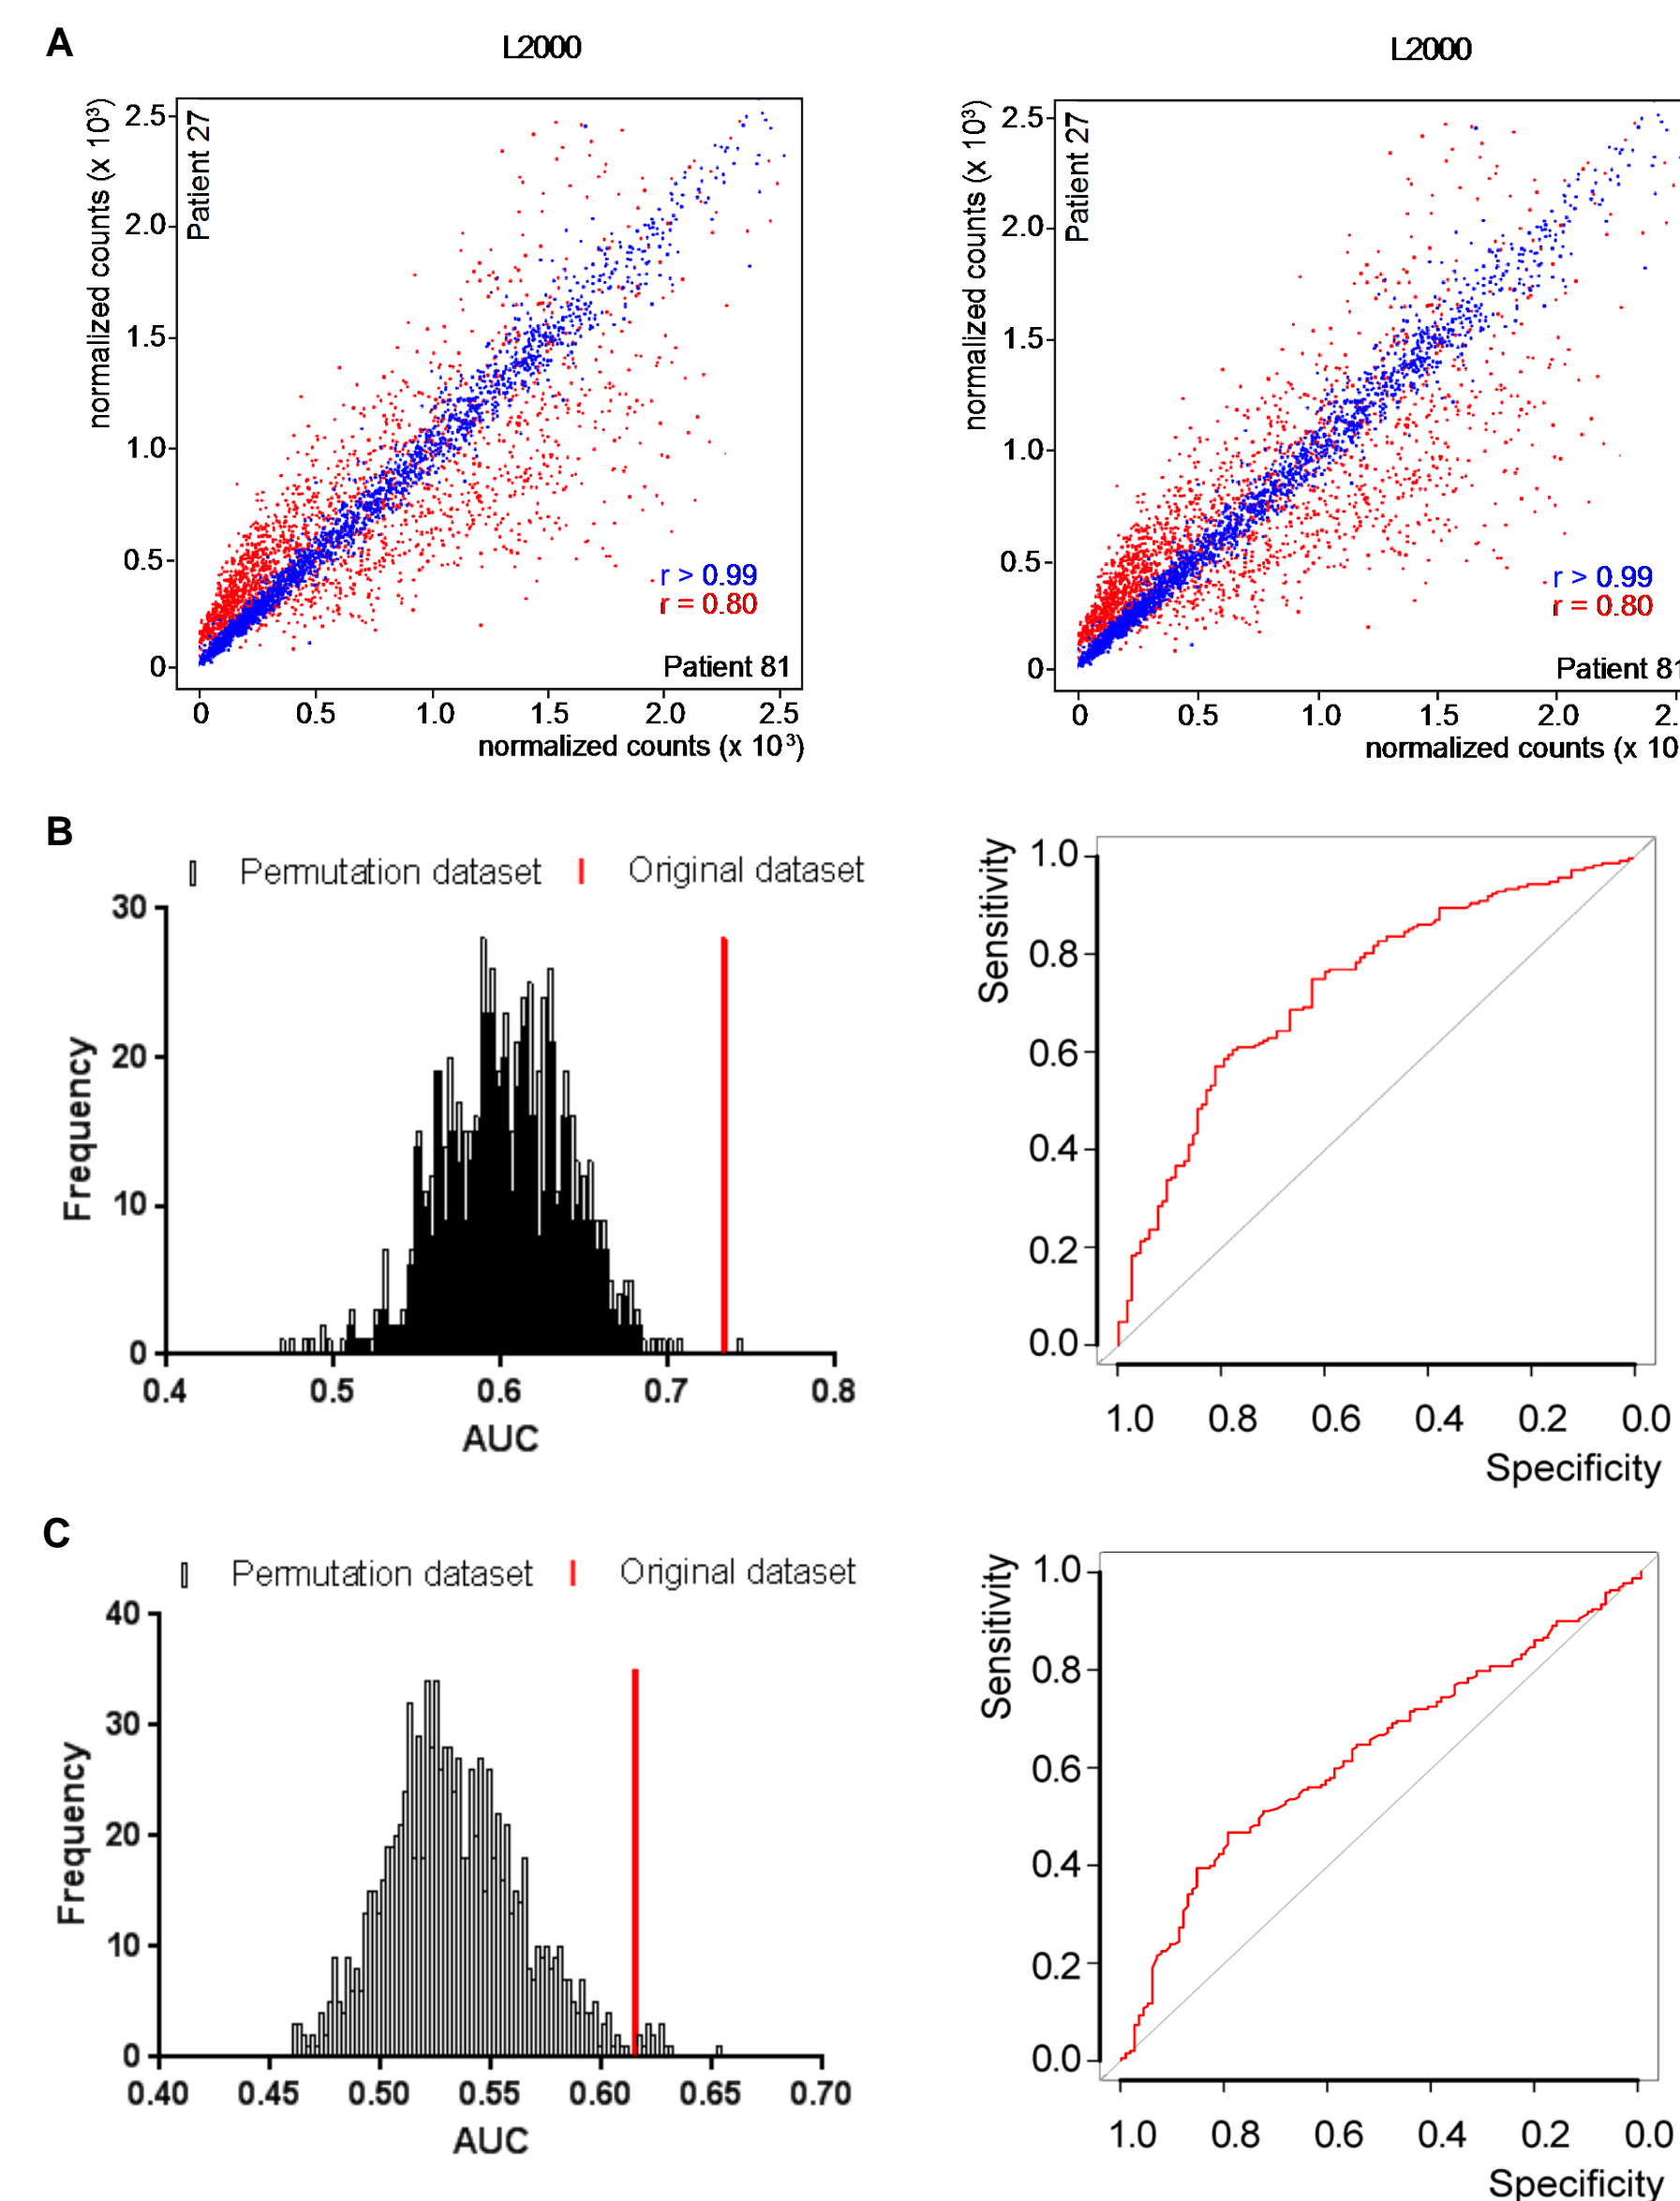 A
L2000
normalized counts (x 10³)
Patient 27
2.5
2.0
1.5
1.0
0.5
0
r > 0.99
r = 0.80
Patient 81
0 0.5 1.0 1.5 2.0 2.5
normalized counts (x 10³)
L2000
normalized counts (x 10³)
Patient 27
2.5
2.0
1.5
1.0
0.5
0
r > 0.99
r = 0.80
Patient 81
0 0.5 1.0 1.5 2.0 2.
normalized counts (x 10
B
Permutation dataset Original dataset
Frequency
30
20
10
0
0.4 0.5 0.6 0.7 0.8
AUC
Sensitivity
1.0
0.8
0.6
0.4
0.2
0.0
1.0 0.8 0.6 0.4 0.2 0.0
Specificity
C
Permutation dataset Original dataset
Frequency
40
30
20
10
0
0.40 0.45 0.50 0.55 0.60 0.65 0.70
AUC
Sensitivity
1.0
0.8
0.6
0.4
0.2
0.0
1.0 0.8 0.6 0.4 0.2 0.0
Specificity